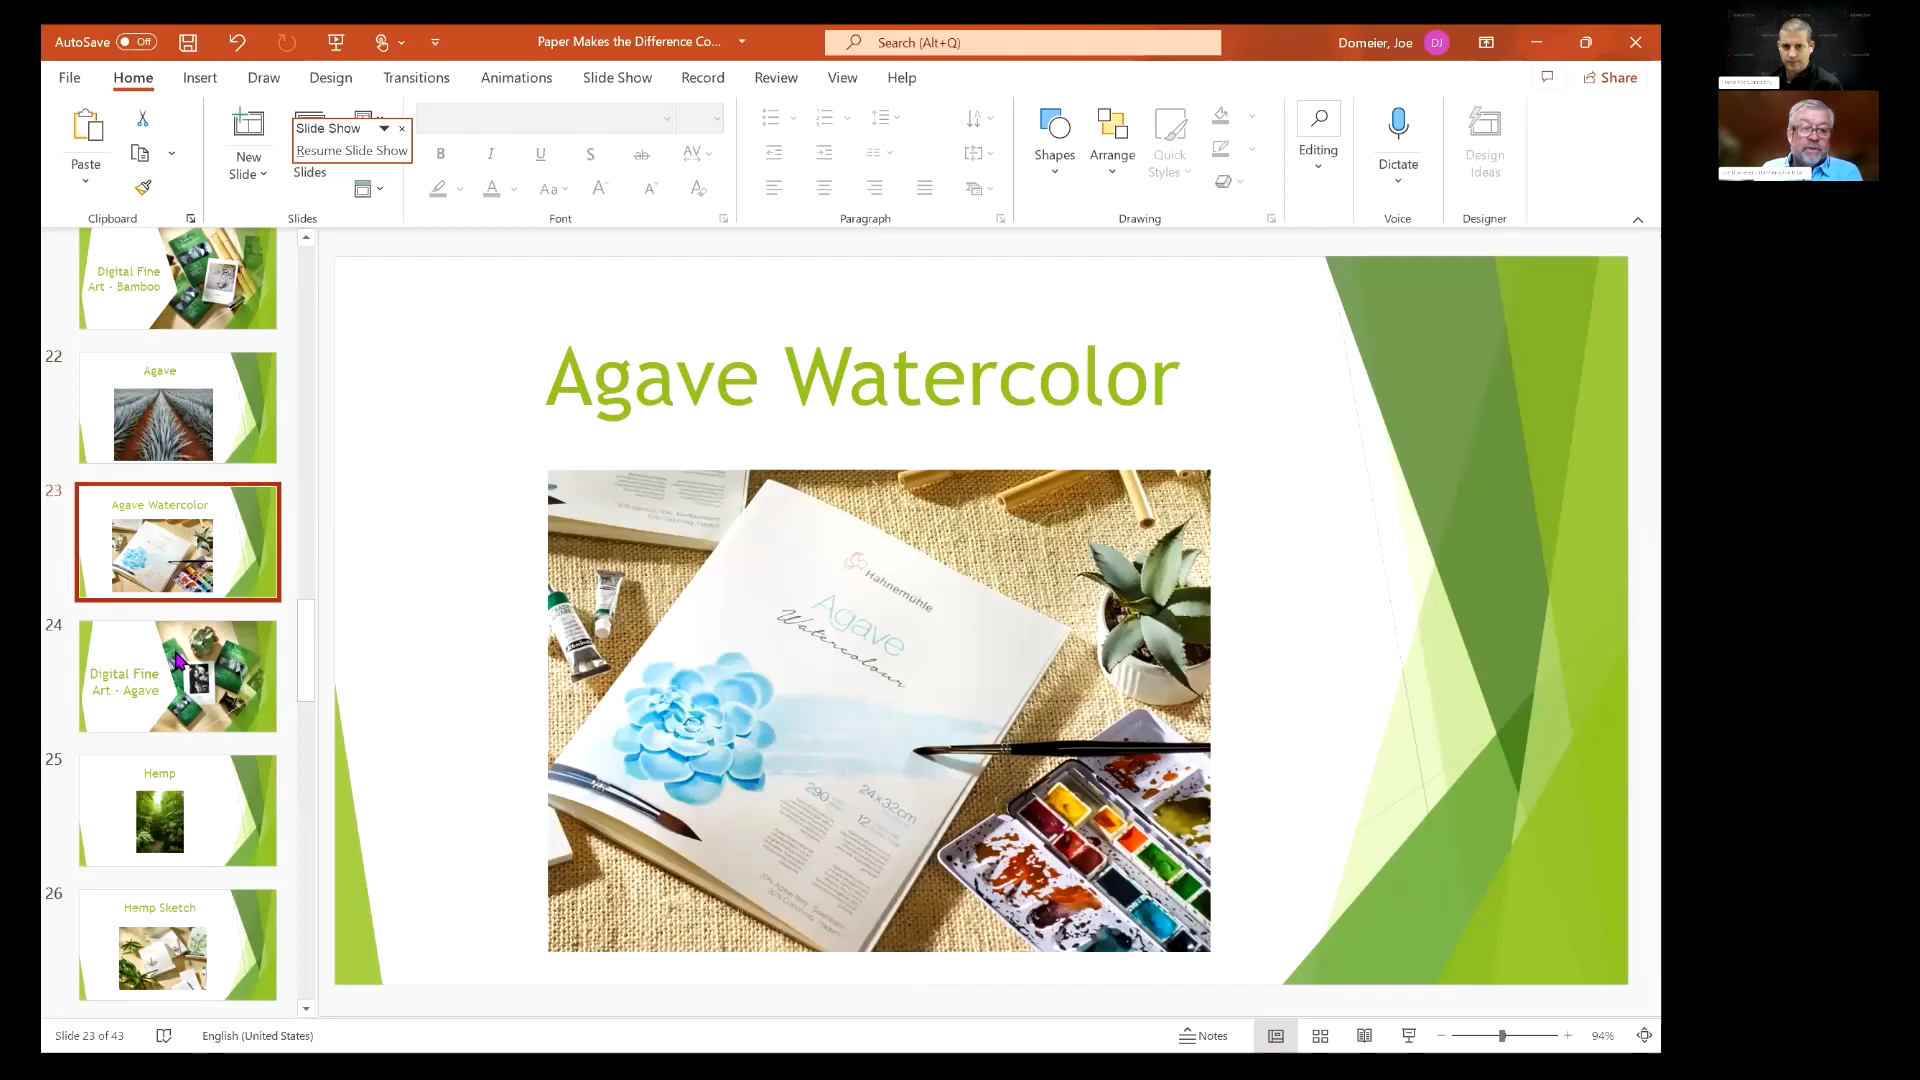 AutoSave Off
Paper Makes the Difference Co...
Search (Alt+Q)
Domeier, Joe DJ
File Home Insert Draw Design Transitions Animations Slide Show Record Review View Help
Share
Paste
New
Slide
Slide Show
Resume Slide Show
Slides
B I U S ab AV
A Aa A A A
Shapes
Arrange
Quick
Styles
Editing
Dictate
Design
Ideas
Clipboard
Slides
Font
Paragraph
Drawing
Voice
Designer
Digital Fine
Art - Bamboo
22
Agave
23
Agave Watercolor
24
Digital Fine
Art - Agave
25
Hemp
26
Hemp Sketch
Agave Watercolor
Hahnemühle
Agave
Watercolour
290
24x32cm
12
Slide 23 of 43
English (United States)
Notes
94%